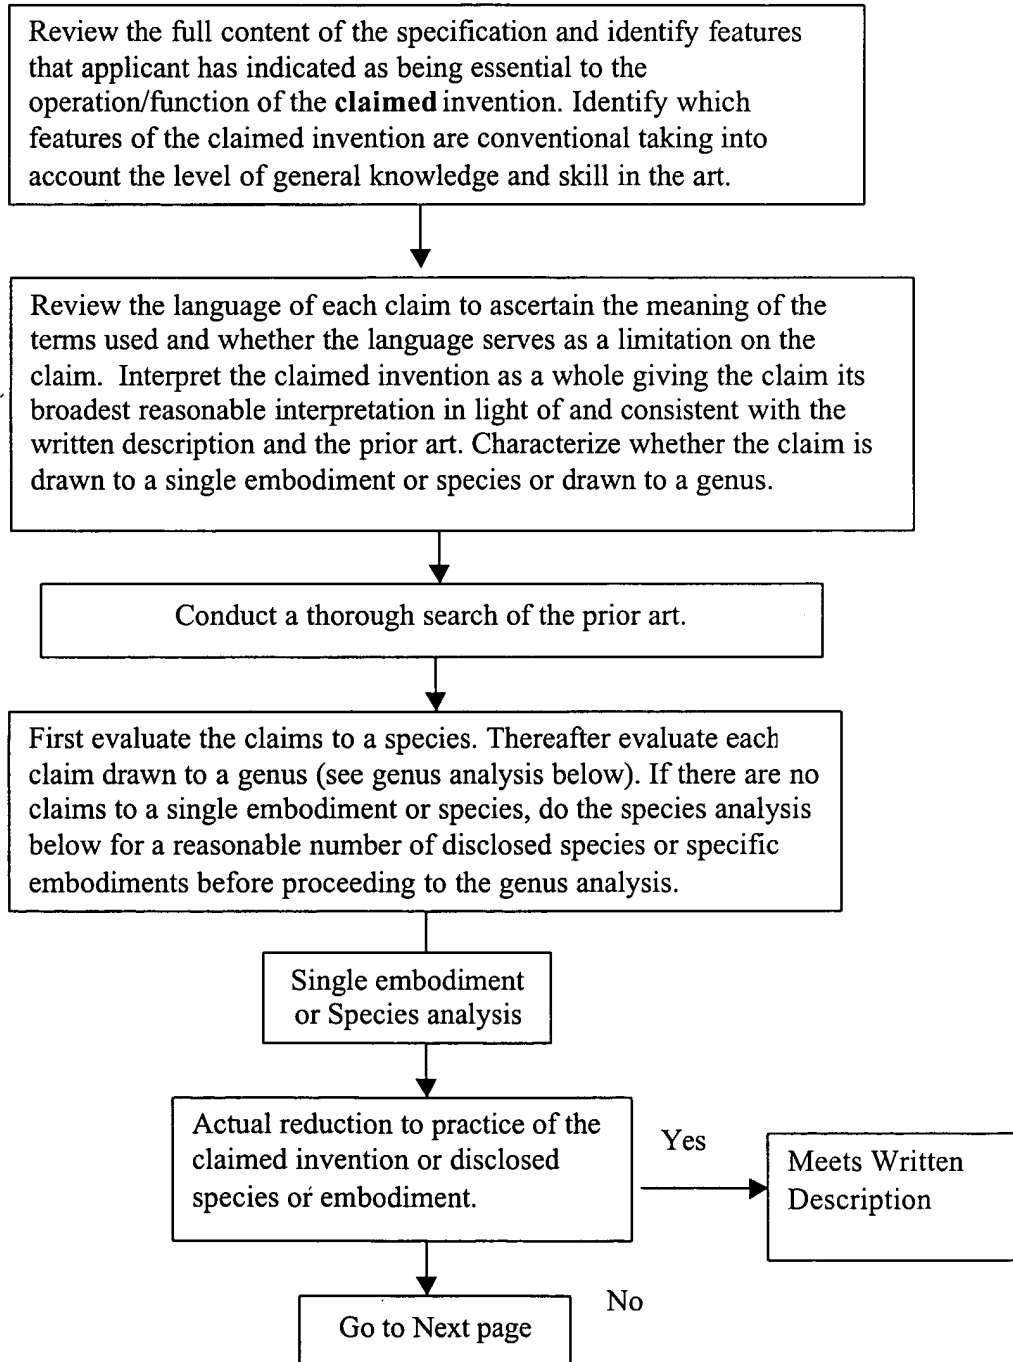 Review the full content of the specification and identify features
that applicant has indicated as being essential to the
operation/function of the claimed invention. Identify which
features of the claimed invention are conventional taking into
account the level of general knowledge and skill in the art.
Review the language of each claim to ascertain the meaning of the
terms used and whether the language serves as a limitation on the
claim. Interpret the claimed invention as a whole giving the claim its
broadest reasonable interpretation in light of and consistent with the
written description and the prior art. Characterize whether the claim is
drawn to a single embodiment or species or drawn to a genus.
Conduct a thorough search of the prior art.
First evaluate the claims to a species. Thereafter evaluate each
claim drawn to a genus (see genus analysis below). If there are no
claims to a single embodiment or species, do the species analysis
below for a reasonable number of disclosed species or specific
embodiments before proceeding to the genus analysis.
Single embodiment
or Species analysis
Actual reduction to practice of the
claimed invention or disclosed
species or embodiment.
Yes
Meets Written
Description
No
Go to Next page